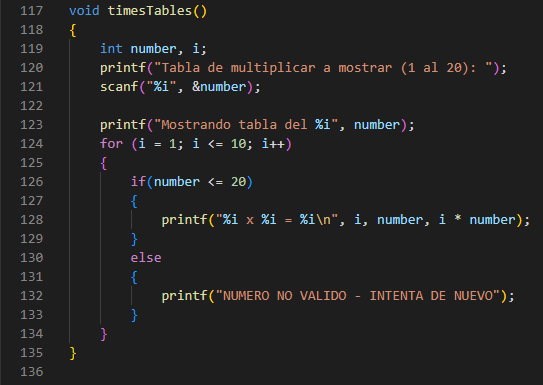 117 void timesTables()
118 {
119     int number, i;
120     printf("Tabla de multiplicar a mostrar (1 al 20): ");
121     scanf("%i", &number);
122
123     printf("Mostrando tabla del %i", number);
124     for (i = 1; i <= 10; i++)
125     {
126         if(number <= 20)
127         {
128             printf("%i x %i = %i\n", i, number, i * number);
129         }
130         else
131         {
132             printf("NUMERO NO VALIDO - INTENTA DE NUEVO");
133         }
134     }
135 }
136